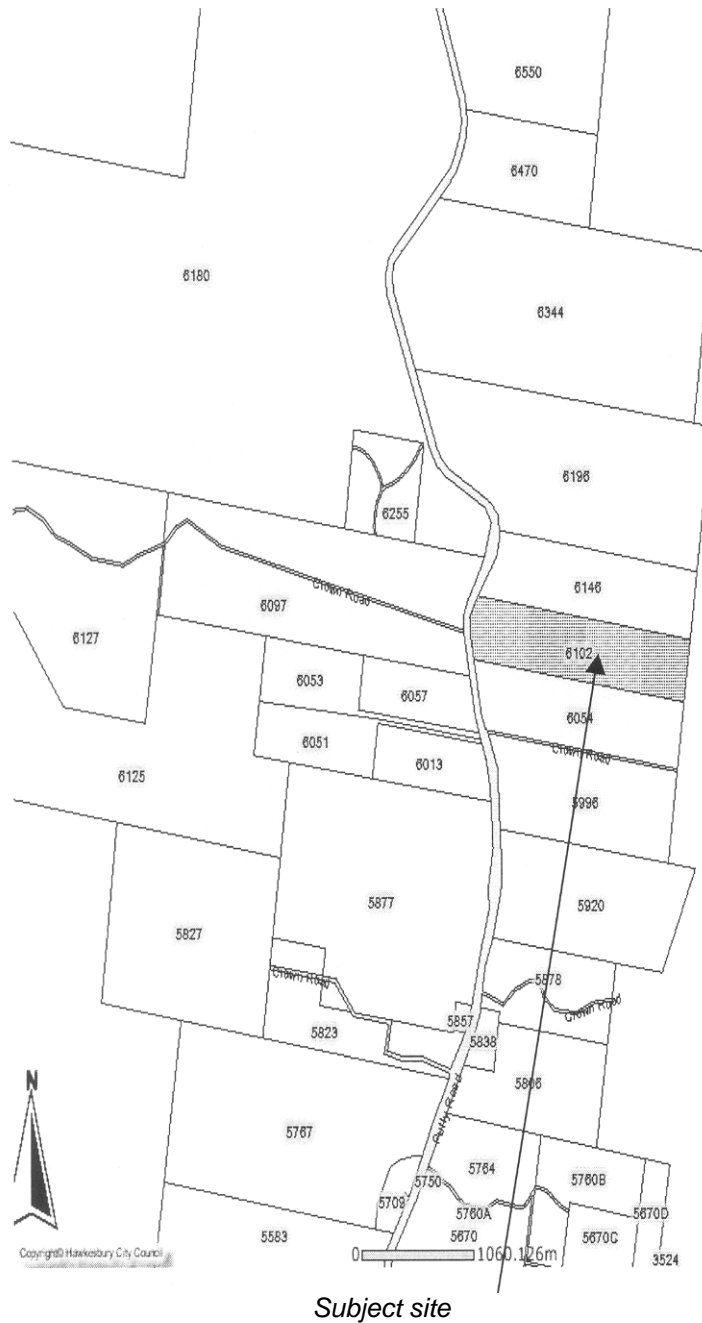 6550
6470
6180
6344
6196
6255
6146
Crown Road
6097
6127
6102
6053
6057
6054
6051
6013
Crown Road
6125
5996
5877
5920
5827
5878
Crown Road
Crown Road
5857
5823
5838
5806
N
Putty Road
5767
5764
5760B
5750
5709
5760A
5670D
5583
5670
5670C
3524
Copyright© Hawkesbury City Council
0 1060.126m
Subject site